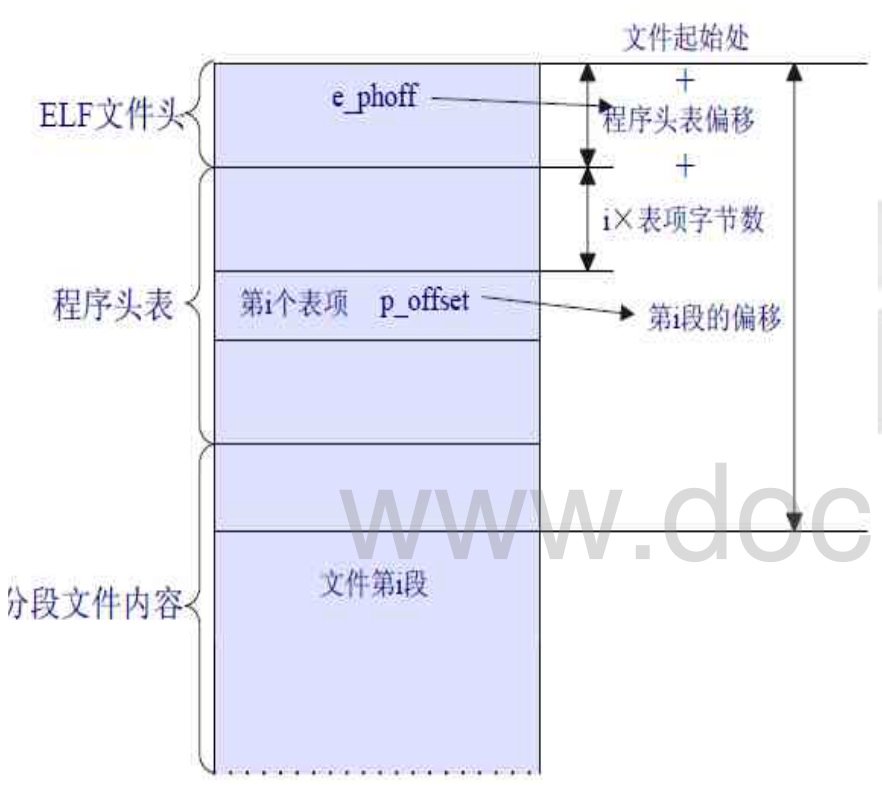 文件起始处
+
ELF文件头
e_phoff
程序头表偏移
+
i×表项字节数
程序头表
第i个表项 p_offset
第i段的偏移
www.doc
文件第i段
分段文件内容